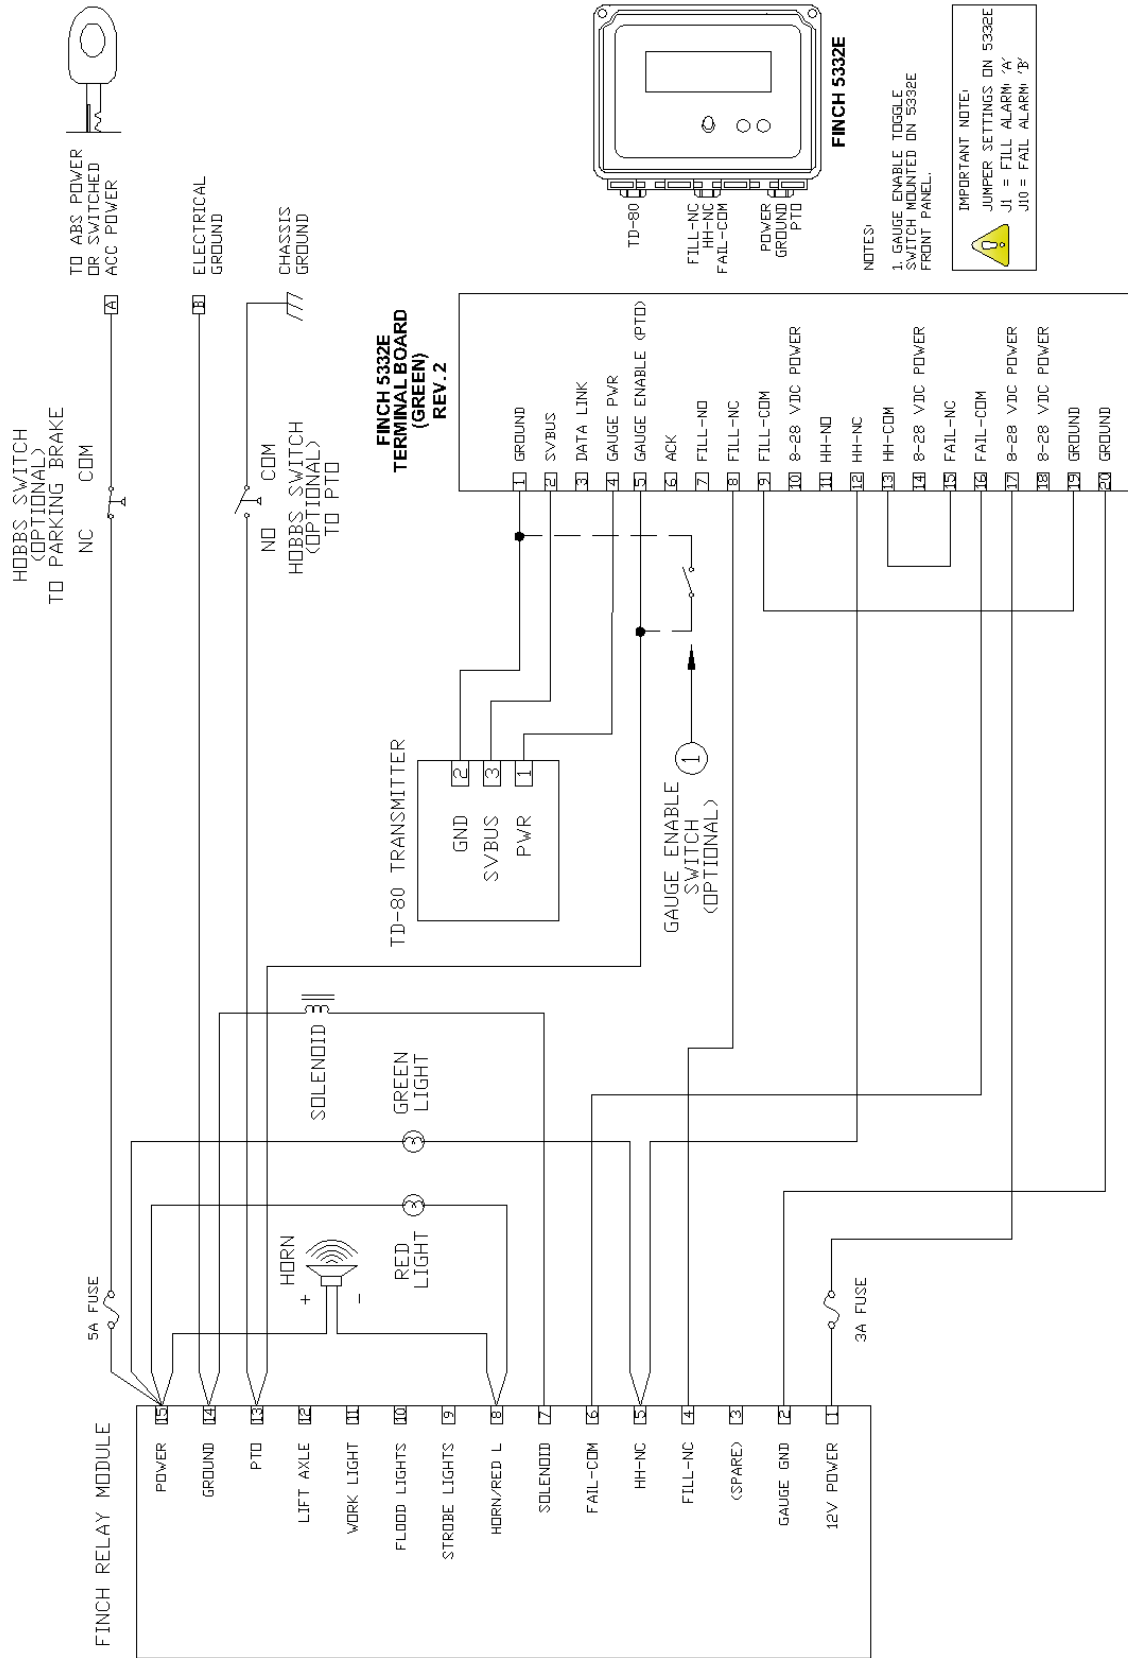 TO ABS POWER
OR SWITCHED
ACC POWER
A
ELECTRICAL
GROUND
B
CHASSIS
GROUND
HOBBS SWITCH
(OPTIONAL)
TO PARKING BRAKE
NC COM
NO COM
HOBBS SWITCH
(OPTIONAL)
TO PTO
5A FUSE
FINCH 5332E
TD-80
FILL-NC
HH-NC
FAIL-COM
POWER
GROUND
PTO
NOTES:
1. GAUGE ENABLE TOGGLE
SWITCH MOUNTED ON 5332E
FRONT PANEL.
IMPORTANT NOTE:
JUMPER SETTINGS ON 5332E
J1 = FILL ALARM: 'A'
J10 = FAIL ALARM: 'B'
FINCH 5332E
TERMINAL BOARD
(GREEN)
REV. 2
1 GROUND
2 SVBUS
3 DATA LINK
4 GAUGE PWR
5 GAUGE ENABLE (PTO)
6 ACK
7 FILL-NO
8 FILL-NC
9 FILL-COM
10 8-28 VDC POWER
11 HH-NO
12 HH-NC
13 HH-COM
14 8-28 VDC POWER
15 FAIL-NC
16 FAIL-COM
17 8-28 VDC POWER
18 8-28 VDC POWER
19 GROUND
20 GROUND
TD-80 TRANSMITTER
GND 2
SVBUS 3
PWR 1
GAUGE ENABLE
SWITCH
(OPTIONAL)
1
SOLENOID
GREEN
LIGHT
RED
LIGHT
HORN
+
-
3A FUSE
FINCH RELAY MODULE
POWER 15
GROUND 14
PTO 13
LIFT AXLE 12
WORK LIGHT 11
FLOOD LIGHTS 10
STROBE LIGHTS 9
HORN/RED L 8
SOLENOID 7
FAIL-COM 6
HH-NC 5
FILL-NC 4
(SPARE) 3
GAUGE GND 2
12V POWER 1